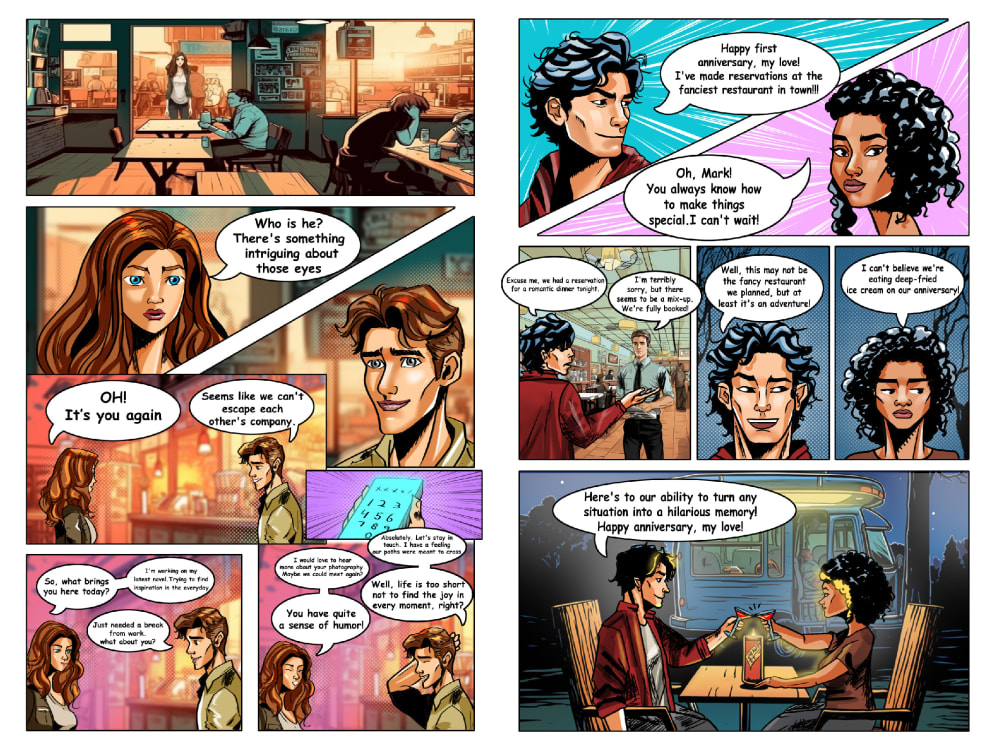 Who is he?
There's something
intriguing about
those eyes
OH!
It's you again
Seems like we can't
escape each
other's company.
1 2 3
4 5 6
7 8 9
So, what brings
you here today?
I'm working on my
latest novel.Trying to find
inspiration in the everyday
Just needed a break
from work.
what about you?
Absolutely. Let's stay in
touch. I have a feeling
our paths were meant to cross
I would love to hear
more about your photography
Maybe we could meet again?
Well, life is too short
not to find the joy in
every moment, right?
You have quite
a sense of humor!
Happy first
anniversary, my love!
I've made reservations at the
fanciest restaurant in town!!!
Oh, Mark!
You always know how
to make things
special.I can't wait!
Excuse me, we had a reservation
for a romantic dinner tonight.
I'm terribly
sorry, but there
seems to be a mix-up.
We're fully booked!
Well, this may not be
the fancy restaurant
we planned, but at
least it's an adventure!
I can't believe we're
eating deep-fried
ice cream on our anniversary!
Here's to our ability to turn any
situation into a hilarious memory!
Happy anniversary, my love!